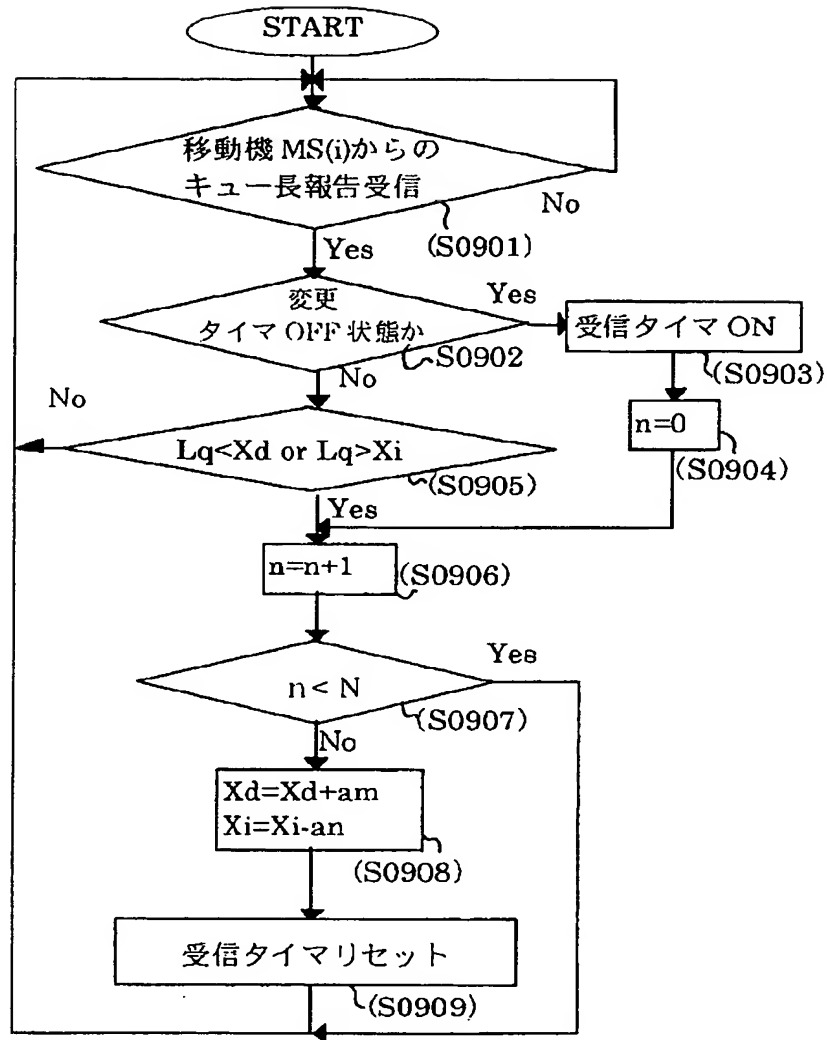 START
移動機 MS(i)からの
キュー長報告受信
No
(S0901)
Yes
変更
タイマ OFF 状態か
Yes
S0902
受信タイマ ON
(S0903)
No
n=0
(S0904)
No
Lq<Xd or Lq>Xi
(S0905)
Yes
n=n+1
(S0906)
n < N
Yes
(S0907)
No
Xd=Xd+am
Xi=Xi-an
(S0908)
受信タイマリセット
(S0909)